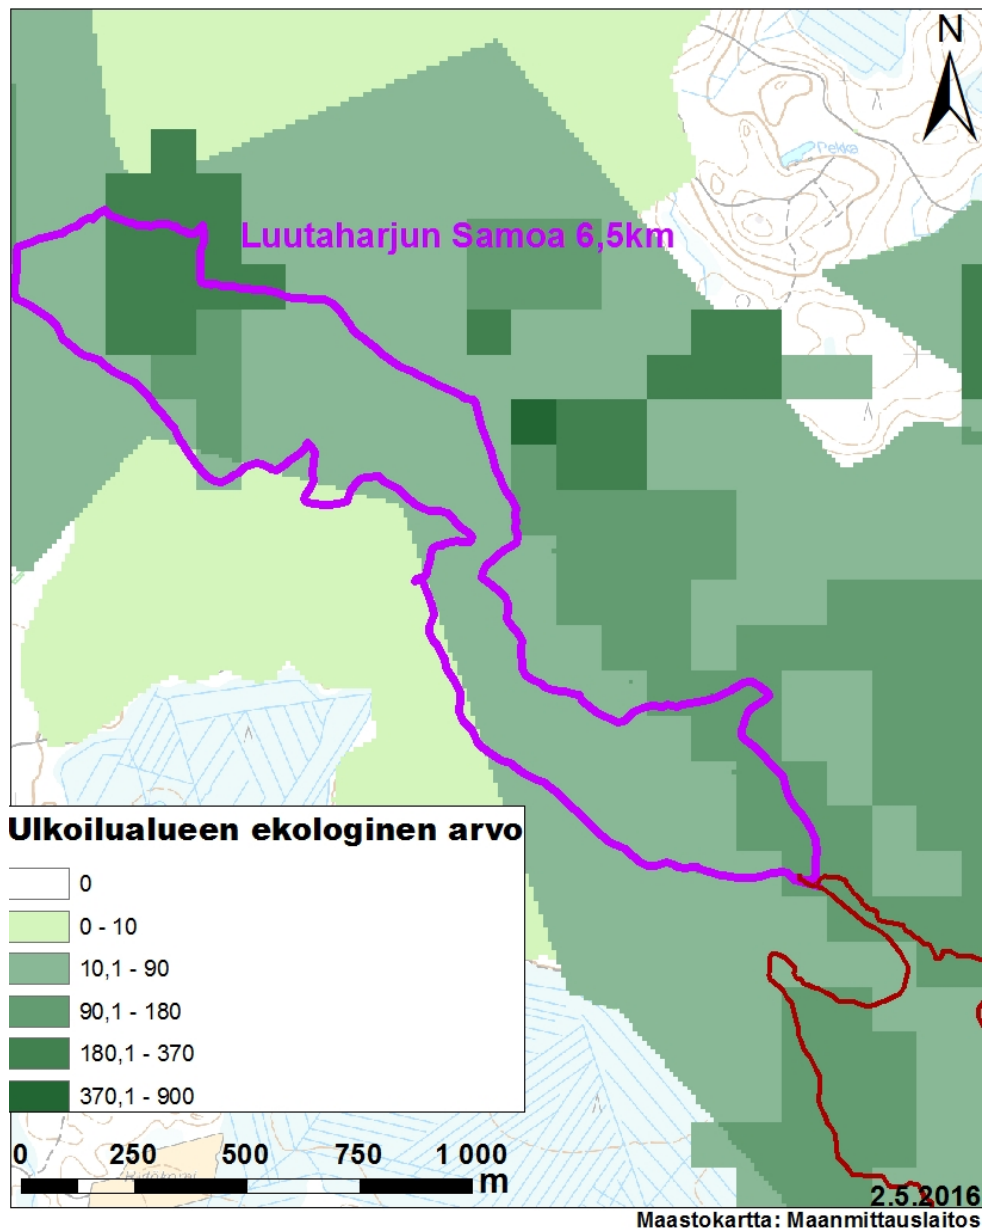 N
Pekka
Luutaharjun Samoa 6,5km
Ulkoilualueen ekologinen arvo
0
0 - 10
10,1 - 90
90,1 - 180
180,1 - 370
370,1 - 900
0 250 500 750 1 000
m
2.5.2016
Maastokartta: Maanmittauslaitos